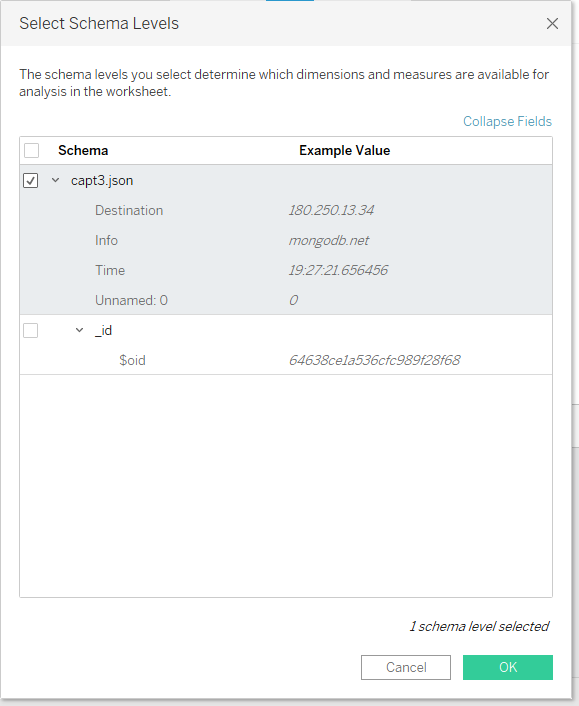 Select Schema Levels
The schema levels you select determine which dimensions and measures are available for
analysis in the worksheet.
Collapse Fields
Schema Example Value
capt3.json
Destination 180.250.13.34
Info mongodb.net
Time 19:27:21.656456
Unnamed: 0 0
_id
$oid 64638ce1a536cfc989f28f68
1 schema level selected
Cancel OK